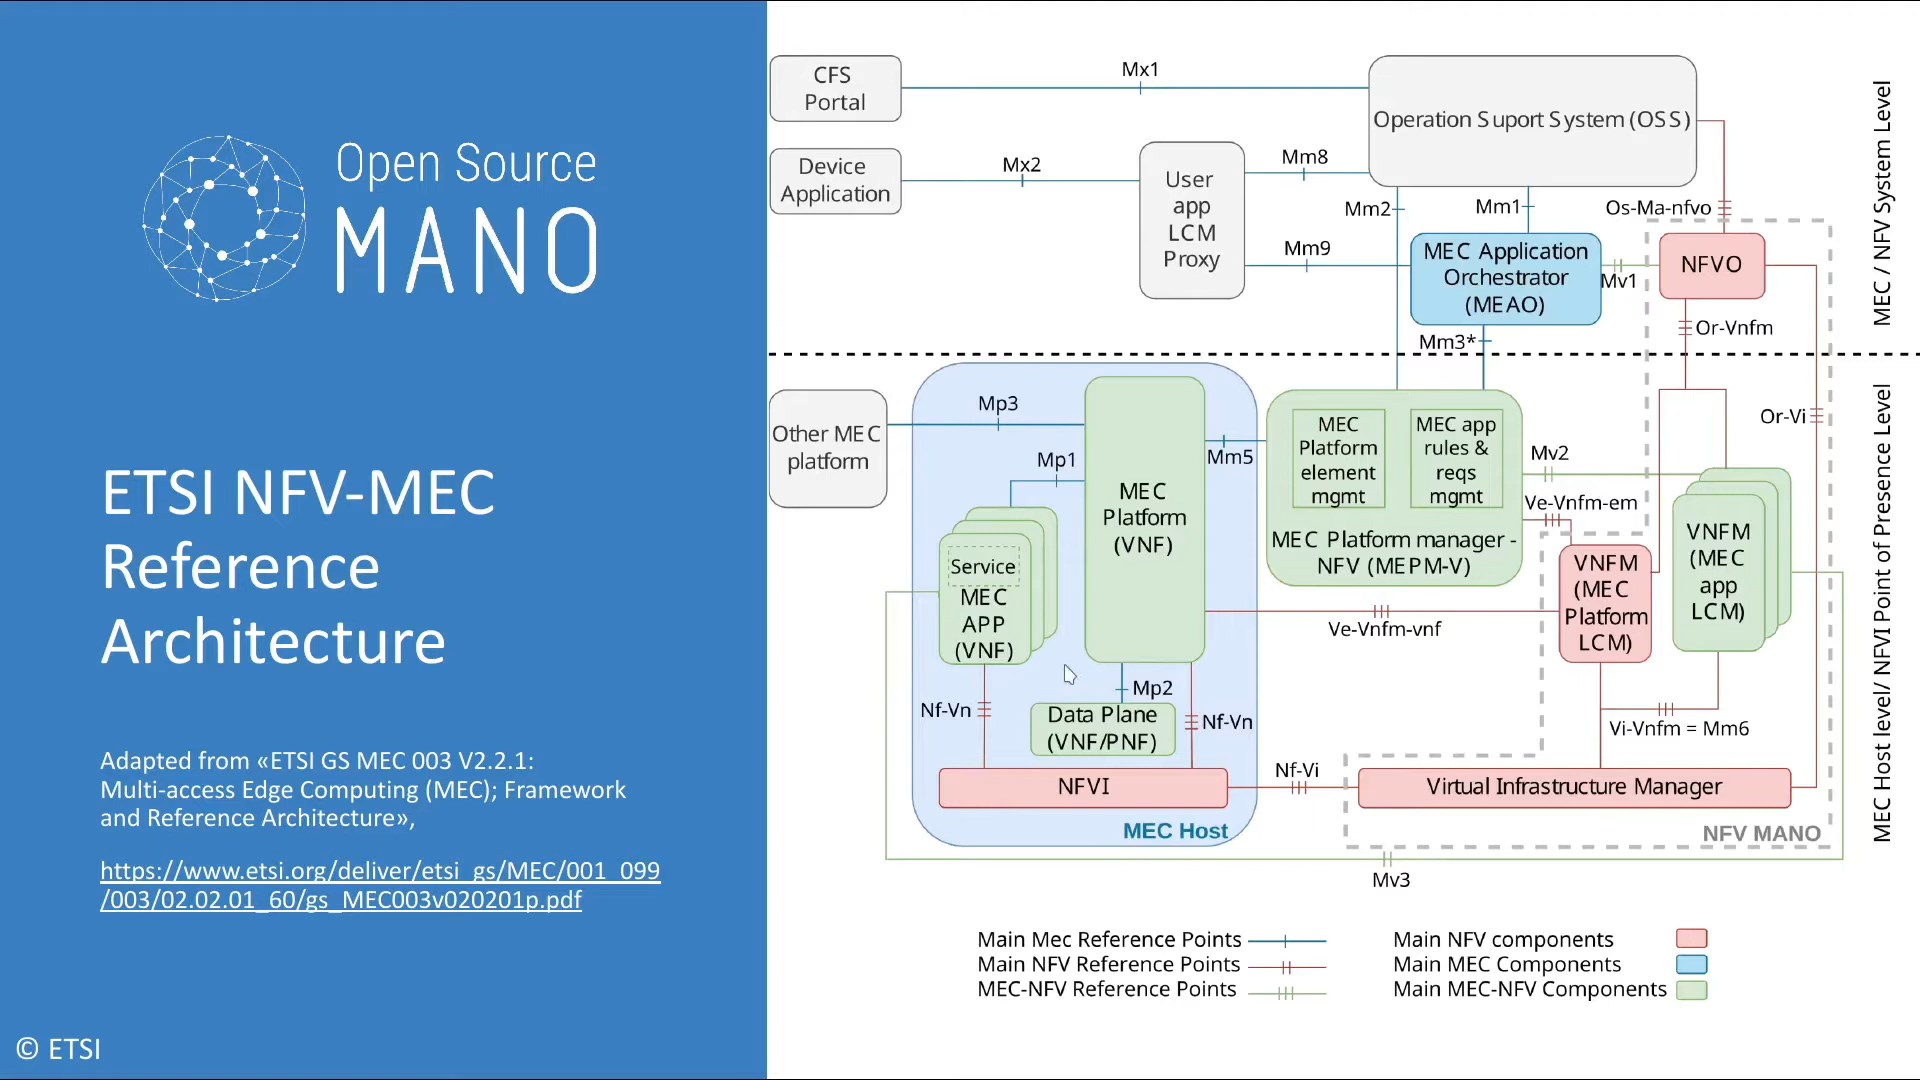 Open Source
MANO
ETSI NFV-MEC
Reference
Architecture
Adapted from «ETSI GS MEC 003 V2.2.1:
Multi-access Edge Computing (MEC); Framework
and Reference Architecture»,
https://www.etsi.org/deliver/etsi_gs/MEC/001_099
/003/02.02.01_60/gs_MEC003v020201p.pdf
© ETSI
CFS
Portal
Mx1
Operation Suport System (OSS)
Device
Application
Mx2
User
app
LCM
Proxy
Mm8
Mm9
Mm2
Mm1
Os-Ma-nfvo
MEC Application
Orchestrator
(MEAO)
Mv1
NFVO
Or-Vnfm
Mm3*
MEC / NFV System Level
Other MEC
platform
Mp3
Mp1
MEC
Platform
(VNF)
Service
MEC
APP
(VNF)
Mm5
MEC
Platform
element
mgmt
MEC app
rules &
reqs
mgmt
MEC Platform manager -
NFV (MEPM-V)
Mv2
Ve-Vnfm-em
Or-Vi
VNFM
(MEC
Platform
LCM)
VNFM
(MEC
app
LCM)
Ve-Vnfm-vnf
Nf-Vn
Mp2
Data Plane
(VNF/PNF)
Nf-Vn
Vi-Vnfm = Mm6
NFVI
Nf-Vi
Virtual Infrastructure Manager
MEC Host
NFV MANO
Mv3
MEC Host level/ NFVI Point of Presence Level
Main Mec Reference Points
Main NFV Reference Points
MEC-NFV Reference Points
Main NFV components
Main MEC Components
Main MEC-NFV Components